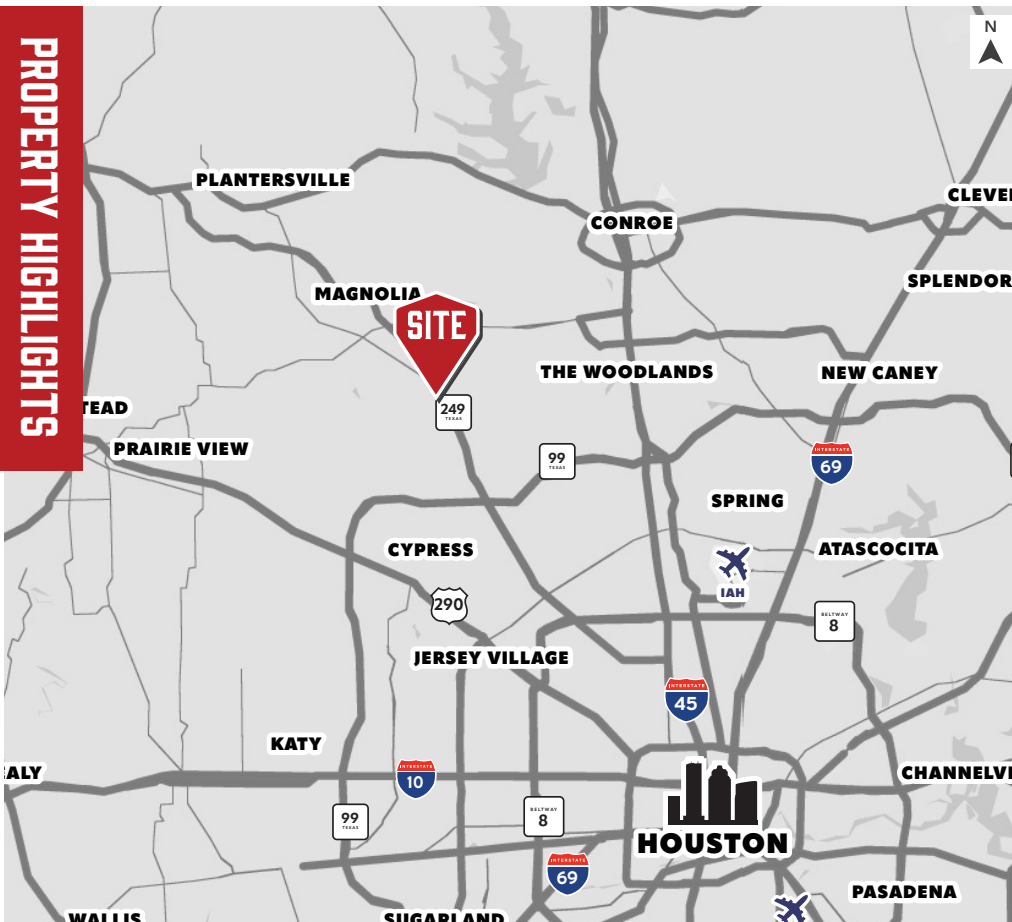 PROPERTY HIGHLIGHTS
N
PLANTERSVILLE
CLEVE
CONROE
SPLENDOR
MAGNOLIA
SITE
THE WOODLANDS
NEW CANEY
TEAD
249
TEXAS
PRAIRIE VIEW
99
TEXAS
INTERSTATE
69
SPRING
CYPRESS
ATASCOCITA
IAH
290
BELTWAY
8
JERSEY VILLAGE
INTERSTATE
45
KATY
EALY
INTERSTATE
10
CHANNELVI
99
TEXAS
BELTWAY
8
HOUSTON
INTERSTATE
69
PASADENA
WALLIS
SUGARLAND